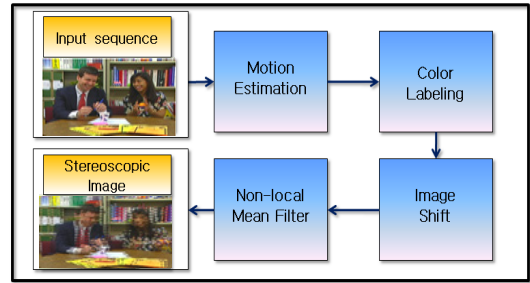 Input sequence
Motion
Estimation
Color
Labeling
Stereoscopic
Image
Non-local
Mean Filter
Image
Shift